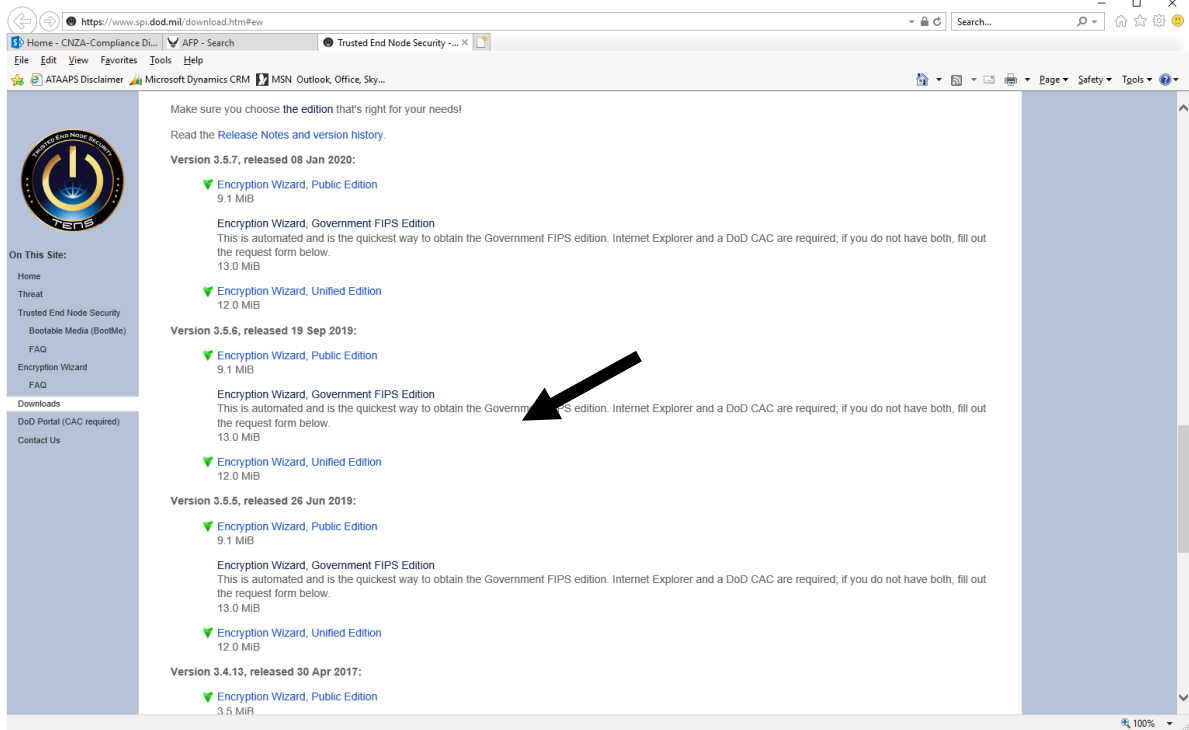 https://www.spi.dod.mil/download.htm#ew
Search...
Home - CNZA-Compliance Di...
AFP - Search
Trusted End Node Security -...
File Edit View Favorites Tools Help
ATAAPS Disclaimer
Microsoft Dynamics CRM
MSN Outlook, Office, Sky...
Page
Safety
Tools
TRUSTED END NODE SECURITY
TENS
On This Site:
Home
Threat
Trusted End Node Security
Bootable Media (BootMe)
FAQ
Encryption Wizard
FAQ
Downloads
DoD Portal (CAC required)
Contact Us
Make sure you choose the edition that's right for your needs!
Read the Release Notes and version history.
Version 3.5.7, released 08 Jan 2020:
Encryption Wizard, Public Edition
9.1 MiB
Encryption Wizard, Government FIPS Edition
This is automated and is the quickest way to obtain the Government FIPS edition. Internet Explorer and a DoD CAC are required; if you do not have both, fill out
the request form below.
13.0 MiB
Encryption Wizard, Unified Edition
12.0 MiB
Version 3.5.6, released 19 Sep 2019:
Encryption Wizard, Public Edition
9.1 MiB
Encryption Wizard, Government FIPS Edition
This is automated and is the quickest way to obtain the edition. Internet Explorer and a DoD CAC are required; if you do not have both, fill out
the request form below.
13.0 MiB
Encryption Wizard, Unified Edition
12.0 MiB
Version 3.5.5, released 26 Jun 2019:
Encryption Wizard, Public Edition
9.1 MiB
Encryption Wizard, Government FIPS Edition
This is automated and is the quickest way to obtain the Government FIPS edition. Internet Explorer and a DoD CAC are required; if you do not have both, fill out
the request form below.
13.0 MiB
Encryption Wizard, Unified Edition
12.0 MiB
Version 3.4.13, released 30 Apr 2017:
Encryption Wizard, Public Edition
3.5 MiB
100%